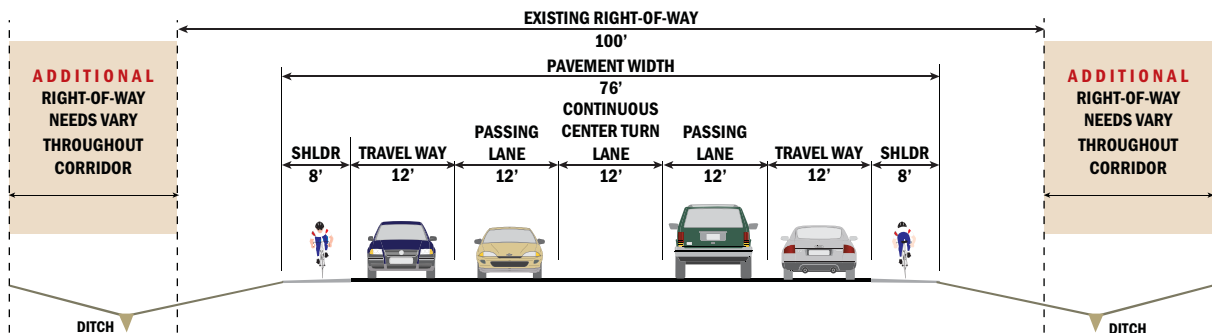 EXISTING RIGHT-OF-WAY
100'
PAVEMENT WIDTH
76'
ADDITIONAL
RIGHT-OF-WAY
NEEDS VARY
THROUGHOUT
CORRIDOR
SHLDR
8'
TRAVEL WAY
12'
PASSING
LANE
12'
CONTINUOUS
CENTER TURN
LANE
12'
PASSING
LANE
12'
TRAVEL WAY
12'
SHLDR
8'
ADDITIONAL
RIGHT-OF-WAY
NEEDS VARY
THROUGHOUT
CORRIDOR
DITCH
DITCH